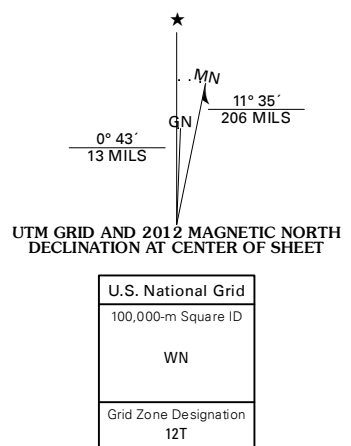 MN
GN
11° 35´
206 MILS
0° 43´
13 MILS
UTM GRID AND 2012 MAGNETIC NORTH
DECLINATION AT CENTER OF SHEET
U.S. National Grid
100,000-m Square ID
WN
Grid Zone Designation
12T